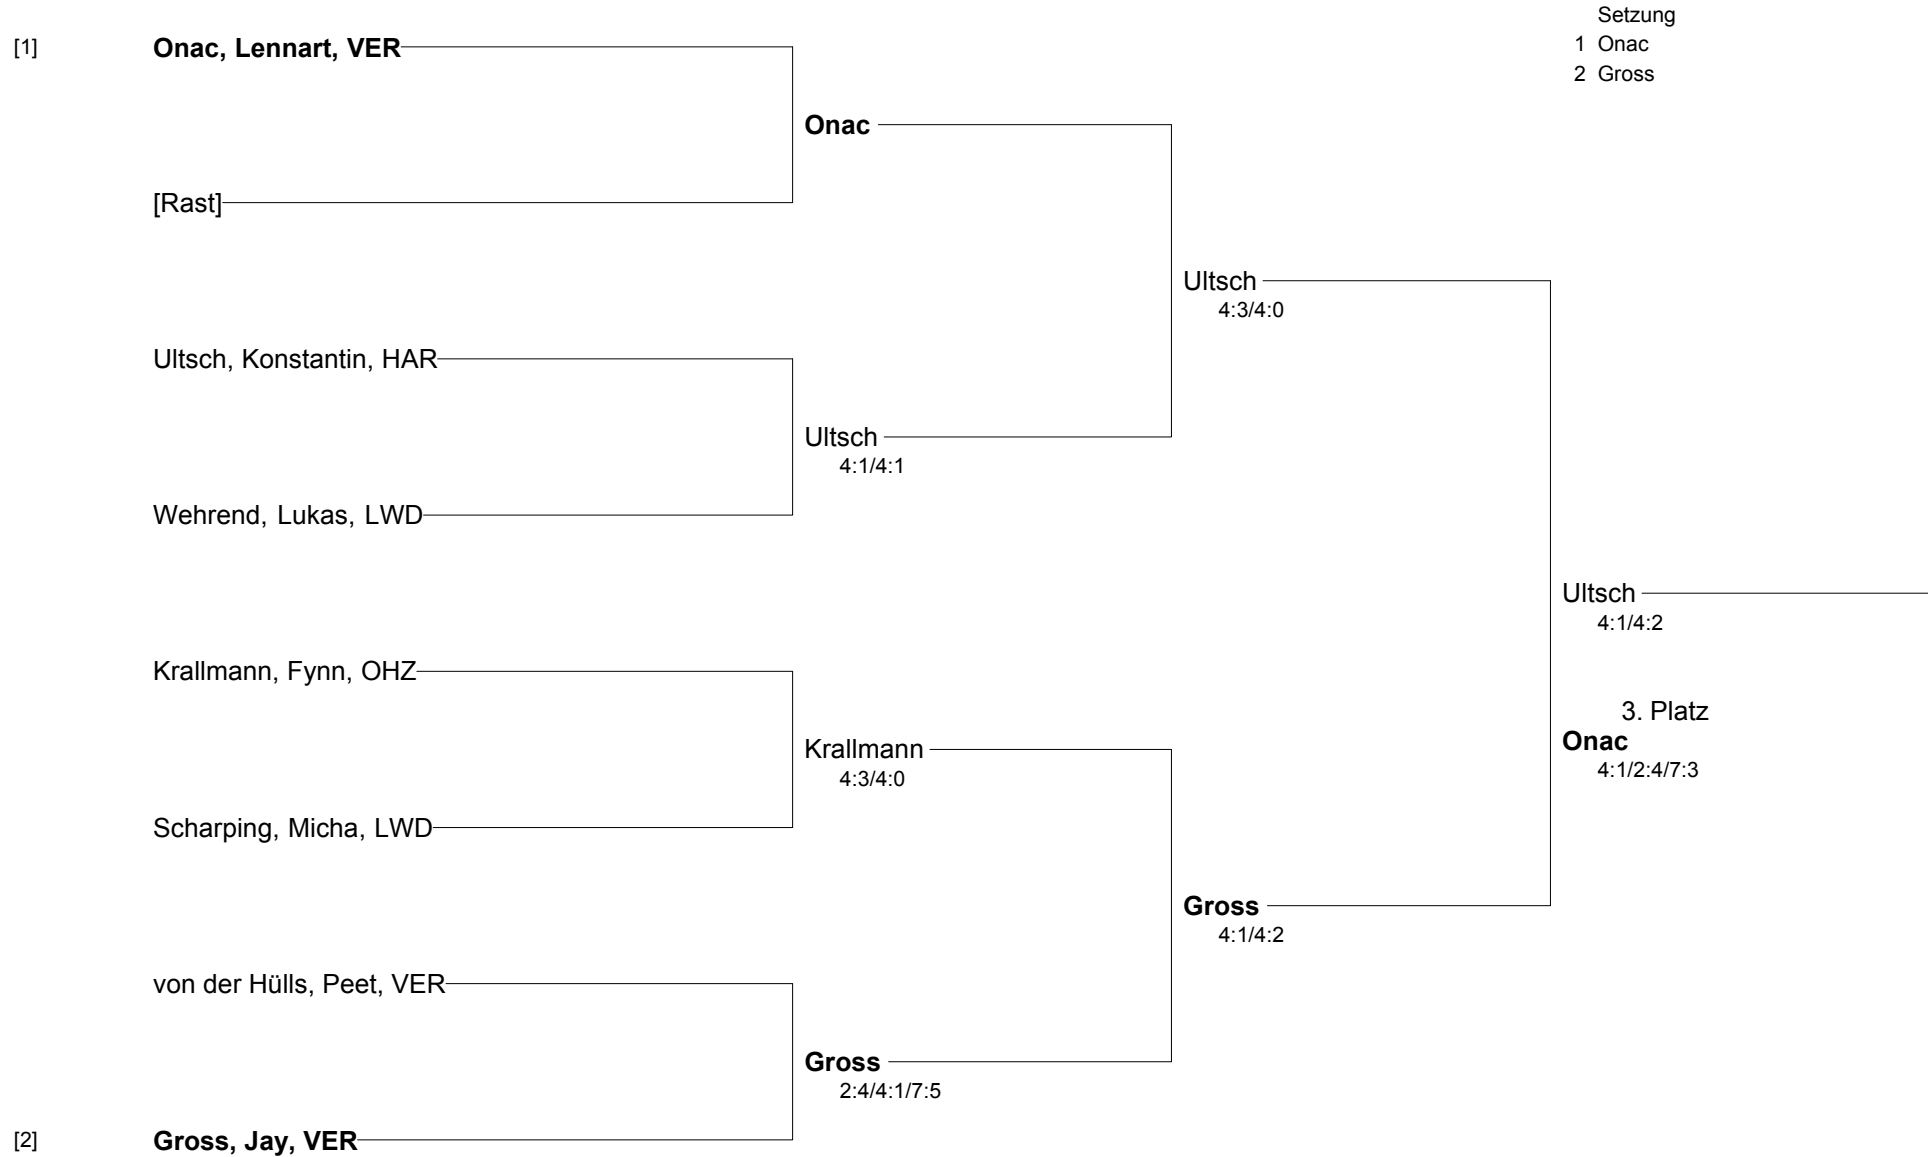 Setzung
1 Onac
2 Gross
[1] Onac, Lennart, VER
Onac
[Rast]
Ultsch
4:3/4:0
Ultsch, Konstantin, HAR
Ultsch
4:1/4:1
Wehrend, Lukas, LWD
Ultsch
4:1/4:2
Krallmann, Fynn, OHZ
3. Platz
Onac
4:1/2:4/7:3
Krallmann
4:3/4:0
Scharping, Micha, LWD
Gross
4:1/4:2
von der Hülls, Peet, VER
Gross
2:4/4:1/7:5
[2] Gross, Jay, VER